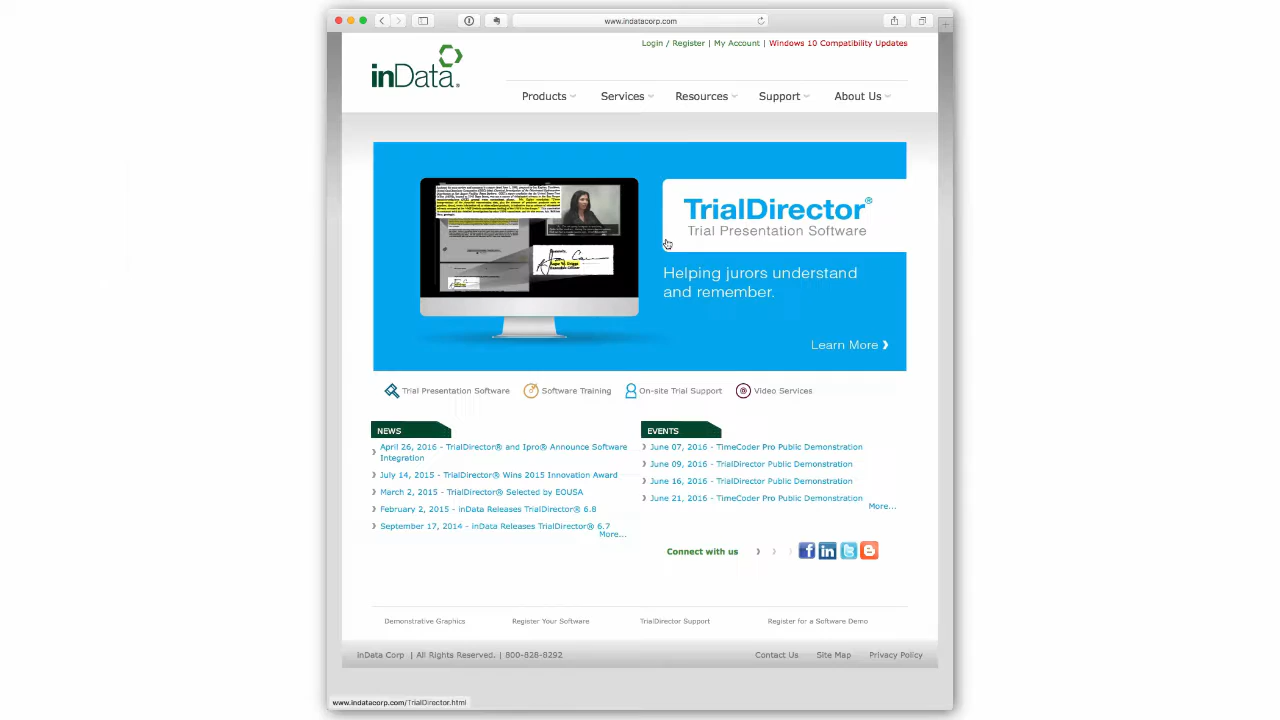 www.indatacorp.com
Login / Register | My Account | Windows 10 Compatibility Updates
inData®
Products Services Resources Support About Us
TrialDirector®
Trial Presentation Software
Helping jurors understand
and remember.
Learn More
Trial Presentation Software Software Training On-site Trial Support Video Services
NEWS
April 26, 2016 - TrialDirector® and Ipro® Announce Software
Integration
July 14, 2015 - TrialDirector® Wins 2015 Innovation Award
March 2, 2015 - TrialDirector® Selected by EOUSA
February 2, 2015 - inData Releases TrialDirector® 6.8
September 17, 2014 - inData Releases TrialDirector® 6.7
More...
EVENTS
June 07, 2016 - TimeCoder Pro Public Demonstration
June 09, 2016 - TrialDirector Public Demonstration
June 16, 2016 - TrialDirector Public Demonstration
June 21, 2016 - TimeCoder Pro Public Demonstration
More...
Connect with us
Demonstrative Graphics Register Your Software TrialDirector Support Register for a Software Demo
inData Corp | All Rights Reserved. | 800-828-8292
Contact Us Site Map Privacy Policy
www.indatacorp.com/TrialDirector.html